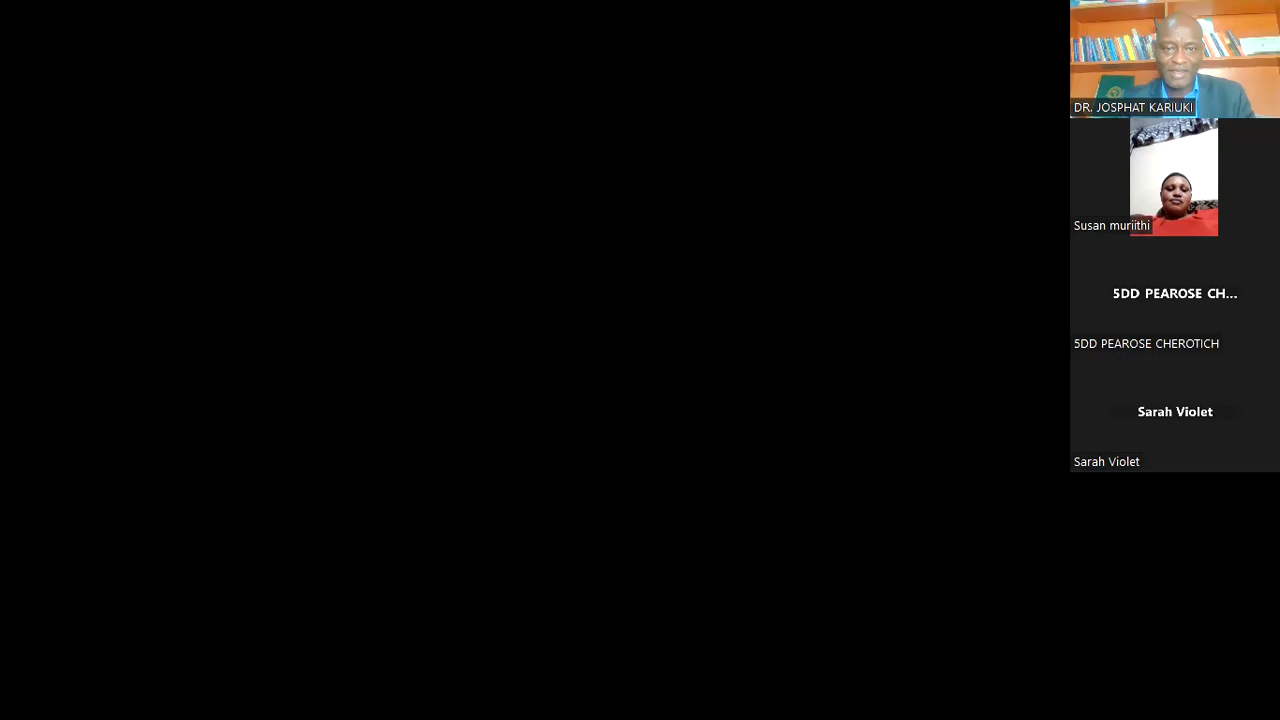 DR. JOSPHAT KARIUKI
Susan muriithi
5DD PEAROSE CH...
5DD PEAROSE CHEROTICH
Sarah Violet
Sarah Violet